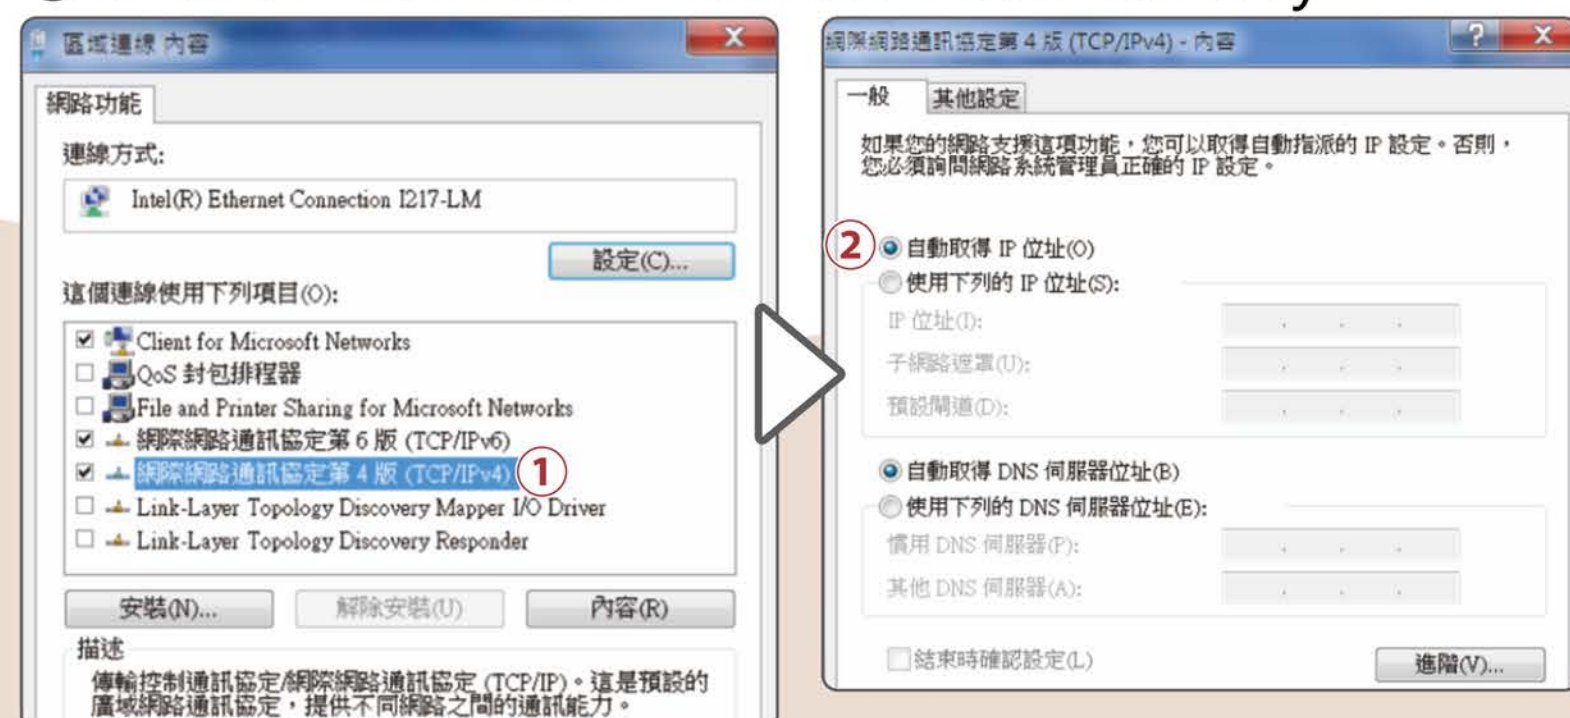 區域連線 內容
網路功能
連線方式:
Intel(R) Ethernet Connection I217-LM
設定(C)...
這個連線使用下列項目(O):
Client for Microsoft Networks
QoS 封包排程器
File and Printer Sharing for Microsoft Networks
網際網路通訊協定第 6 版 (TCP/IPv6)
網際網路通訊協定第 4 版 (TCP/IPv4) 1
Link-Layer Topology Discovery Mapper I/O Driver
Link-Layer Topology Discovery Responder
安裝(N)... 解除安裝(U) 內容(R)
描述
傳輸控制通訊協定/網際網路通訊協定 (TCP/IP)。這是預設的
廣域網路通訊協定，提供不同網路之間的通訊能力。
網際網路通訊協定第 4 版 (TCP/IPv4) - 內容
一般 其他設定
如果您的網路支援這項功能，您可以取得自動指派的 IP 設定。否則，
您必須詢問網路系統管理員正確的 IP 設定。
2 自動取得 IP 位址(O)
使用下列的 IP 位址(S):
IP 位址(I):
子網路遮罩(U):
預設閘道(D):
自動取得 DNS 伺服器位址(B)
使用下列的 DNS 伺服器位址(E):
慣用 DNS 伺服器(P):
其他 DNS 伺服器(A):
結束時確認設定(L)
進階(V)...